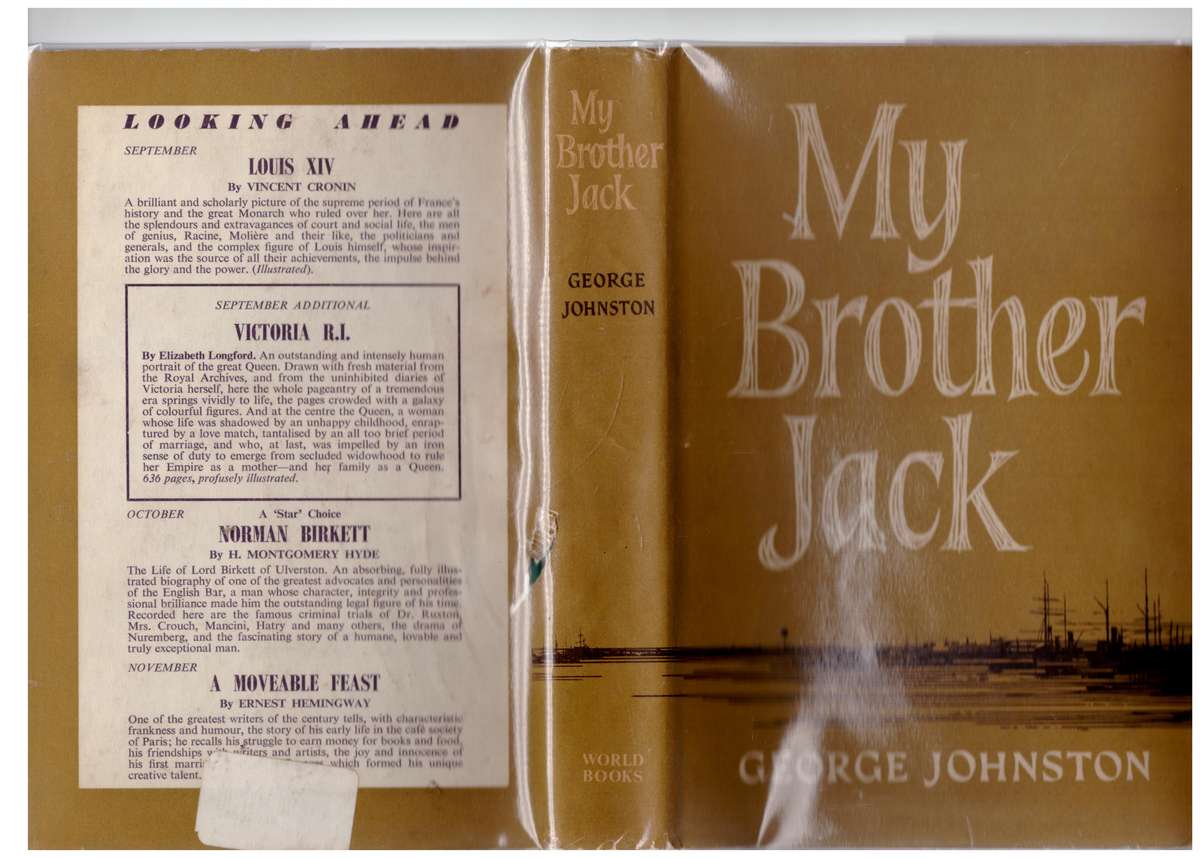 LOOKING AHEAD
SEPTEMBER
LOUIS XIV
By VINCENT CRONIN
A brilliant and scholarly picture of the supreme period of France's
history and the great Monarch who ruled over her. Here are all
the splendours and extravagances of court and social life, the men
of genius, Racine, Molière and their like, the politicians and
generals, and the complex figure of Louis himself, whose inspir-
ation was the source of all their achievements, the impulse behind
the glory and the power. (Illustrated).
SEPTEMBER ADDITIONAL
VICTORIA R.I.
By Elizabeth Longford. An outstanding and intensely human
portrait of the great Queen. Drawn with fresh material from
the Royal Archives, and from the uninhibited diaries of
Victoria herself, here the whole pageantry of a tremendous
era springs vividly to life, the pages crowded with a galaxy
of colourful figures. And at the centre the Queen, a woman
whose life was shadowed by an unhappy childhood, enrap-
tured by a love match, tantalised by an all too brief period
of marriage, and who, at last, was impelled by an iron
sense of duty to emerge from secluded widowhood to rule
her Empire as a mother—and her family as a Queen.
636 pages, profusely illustrated.
OCTOBER A 'Star' Choice
NORMAN BIRKETT
By H. MONTGOMERY HYDE
The Life of Lord Birkett of Ulverston. An absorbing, fully illus-
trated biography of one of the greatest advocates and personalities
of the English Bar, a man whose character, integrity and profes-
sional brilliance made him the outstanding legal figure of his time.
Recorded here are the famous criminal trials of Dr. Ruxton,
Mrs. Crouch, Mancini, Hatry and many others, the drama of
Nuremberg, and the fascinating story of a humane, lovable and
truly exceptional man.
NOVEMBER
A MOVEABLE FEAST
By ERNEST HEMINGWAY
One of the greatest writers of the century tells, with characteristic
frankness and humour, the story of his early life in the café society
of Paris; he recalls his struggle to earn money for books and food,
his friendships with writers and artists, the joy and innocence of
his first which formed his unique
creative talent.
My
Brother
Jack
GEORGE
JOHNSTON
WORLD
BOOKS
My
Brother
Jack
GEORGE JOHNSTON